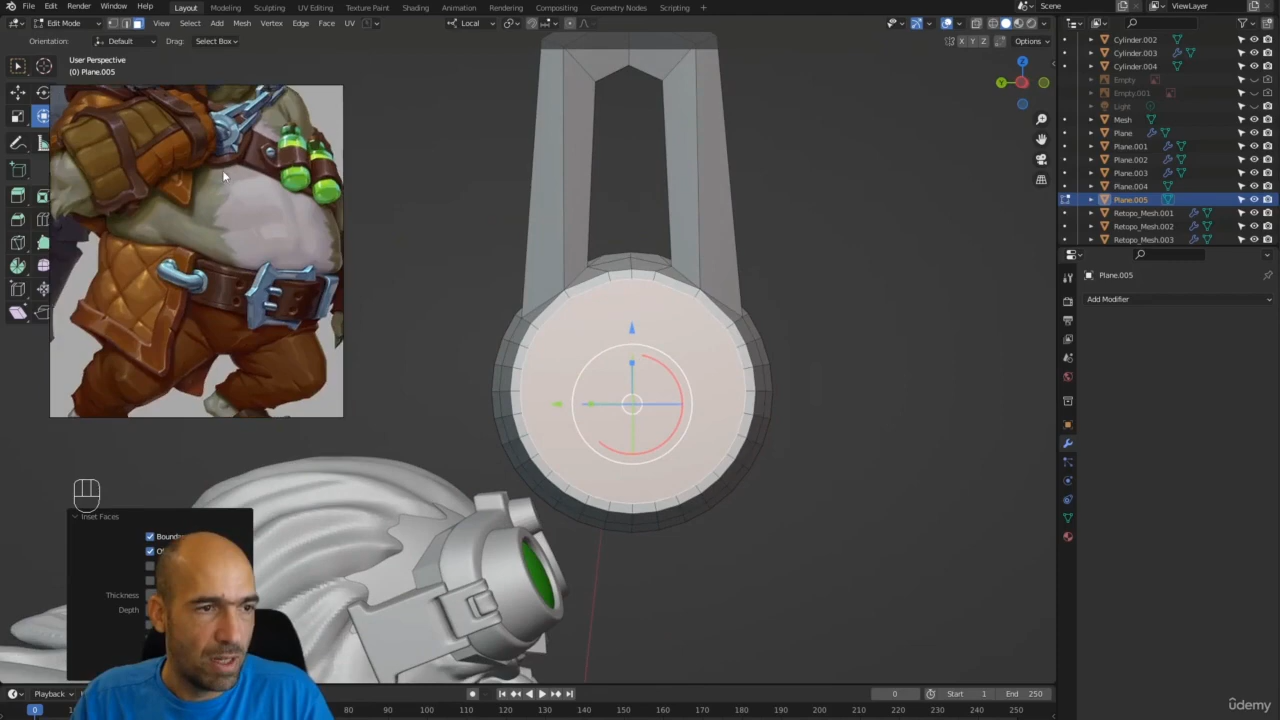 File Edit Render Window Help Layout Modeling Sculpting UV Editing Texture Paint Shading Animation Rendering Compositing Geometry Nodes Scripting Scene ViewLayer
Edit Mode View Select Add Mesh Vertex Edge Face UV Local
Orientation: Default Drag: Select Box X Y Z Options
User Perspective
(0) Plane.005
Cylinder.002
Cylinder.003
Cylinder.004
Empty
Empty.001
Light
Mesh
Plane
Plane.001
Plane.002
Plane.003
Plane.004
Plane.005
Retopo_Mesh.001
Retopo_Mesh.002
Retopo_Mesh.003
Plane.005
Add Modifier
Y
Z
Inset Faces
Thickness
Depth
Playback 0 Start 1 End 250
0 80 90 100 110 120 130 140 150 160 170 180 190 200 210 220 230 240 250
ûdemy